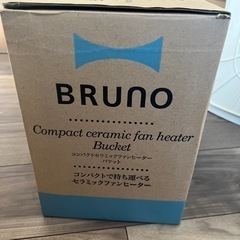 BRUNO
Compact ceramic fan heater
Bucket
コンパクトセラミックファンヒーター
バケット
コンパクトで持ち運べる
セラミックファンヒーター